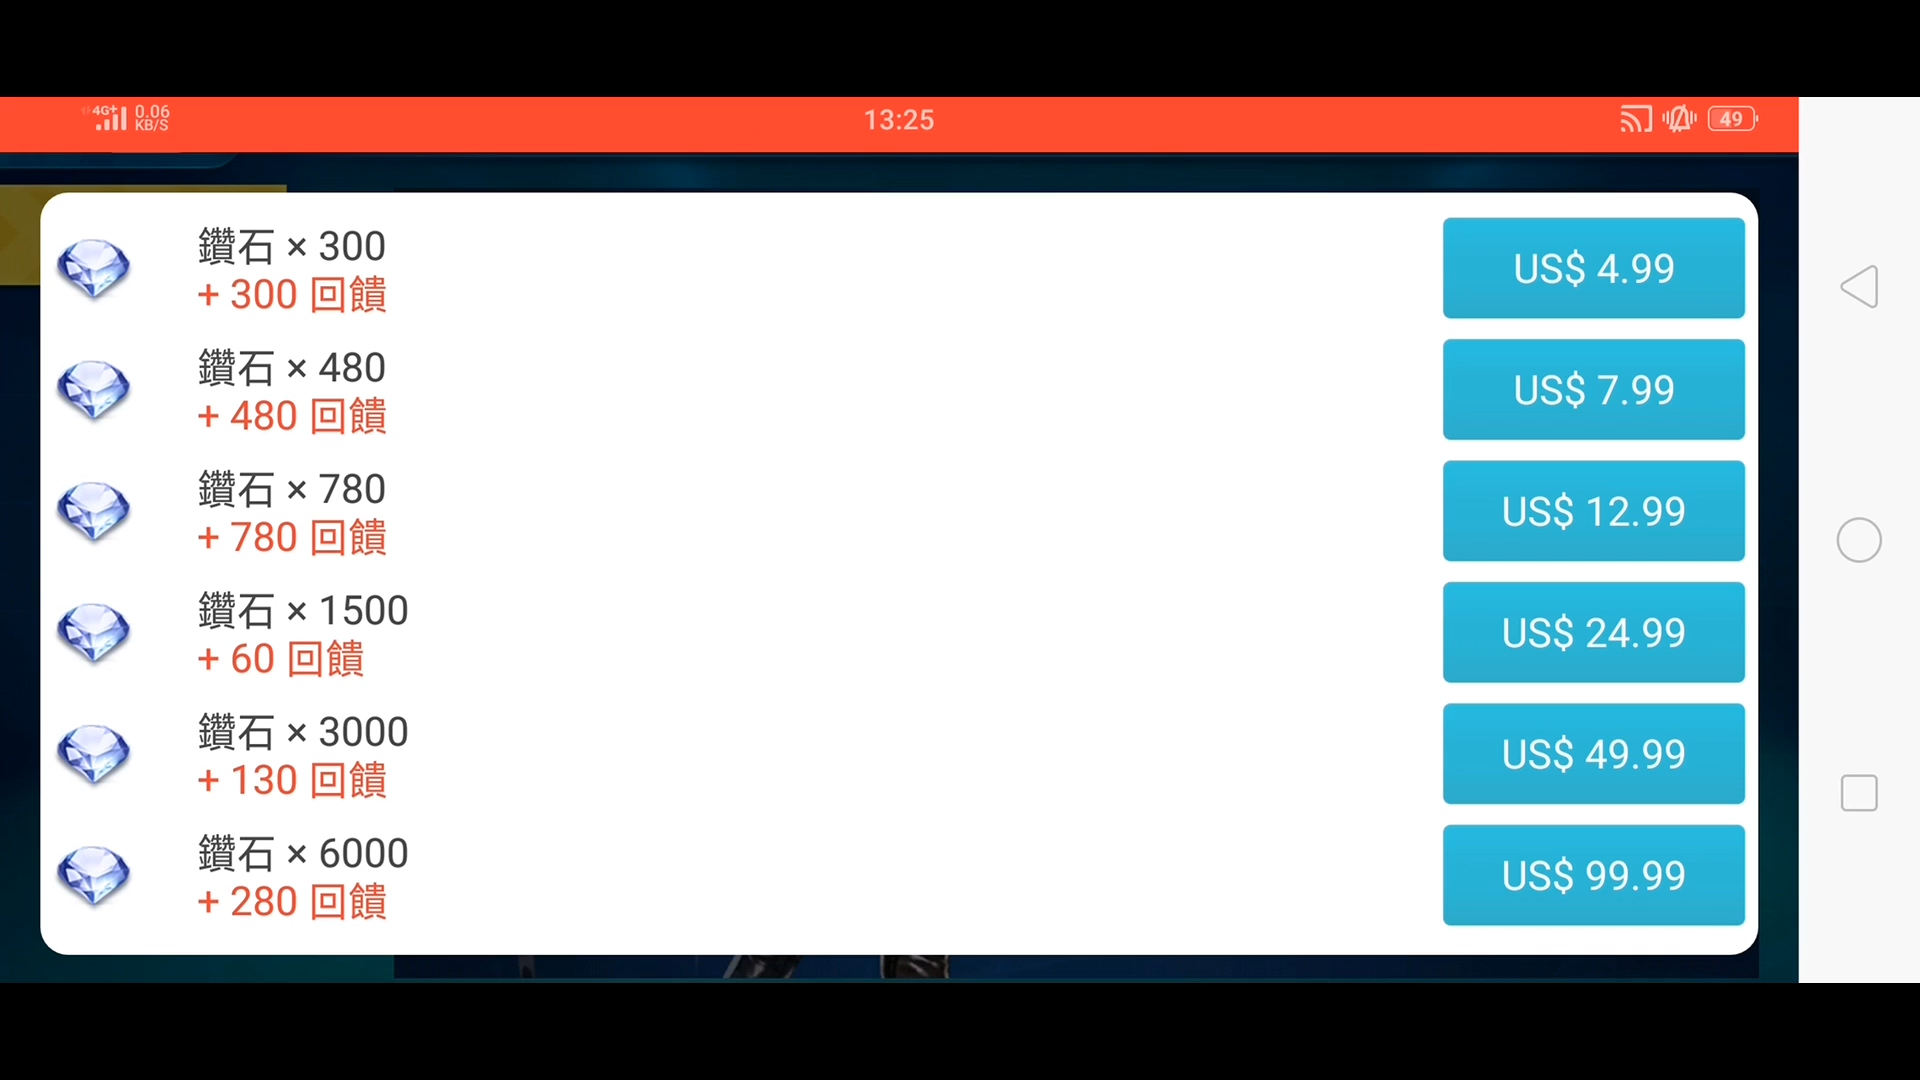 4G+ 0.06
KB/S
13:25
49
鑽石 × 300
+ 300 回饋
US$ 4.99
鑽石 × 480
+ 480 回饋
US$ 7.99
鑽石 × 780
+ 780 回饋
US$ 12.99
鑽石 × 1500
+ 60 回饋
US$ 24.99
鑽石 × 3000
+ 130 回饋
US$ 49.99
鑽石 × 6000
+ 280 回饋
US$ 99.99